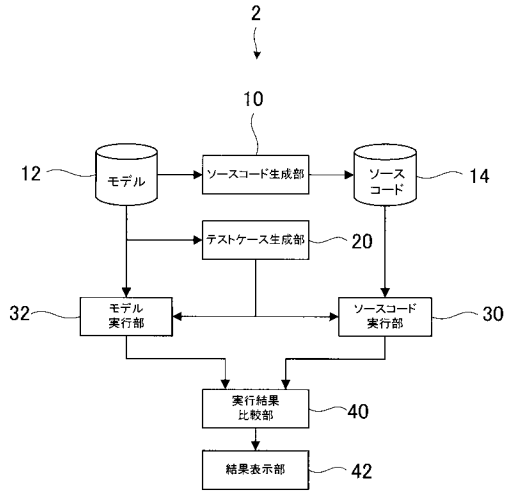 2
10
12
モデル
ソースコード生成部
ソース
コード
14
テストケース生成部
20
32
モデル
実行部
ソースコード
実行部
30
実行結果
比較部
40
結果表示部
42